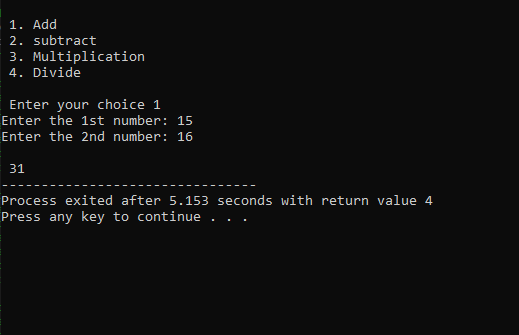 1. Add
2. subtract
3. Multiplication
4. Divide
Enter your choice 1
Enter the 1st number: 15
Enter the 2nd number: 16
31
--------------------------------
Process exited after 5.153 seconds with return value 4
Press any key to continue . . .